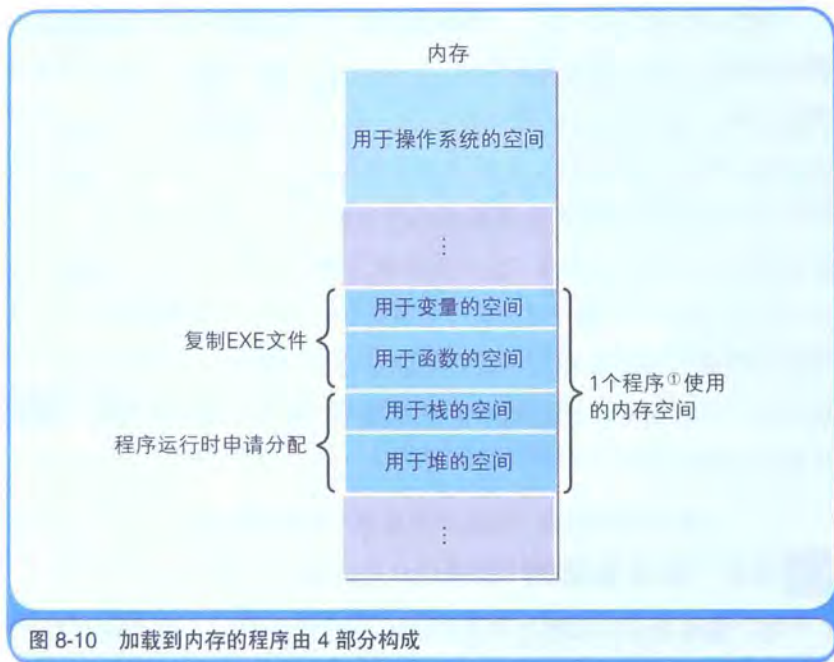 内存
用于操作系统的空间
⋮
用于变量的空间
复制EXE文件
用于函数的空间
1个程序①使用
的内存空间
用于栈的空间
程序运行时申请分配
用于堆的空间
⋮
图 8-10 加载到内存的程序由 4 部分构成